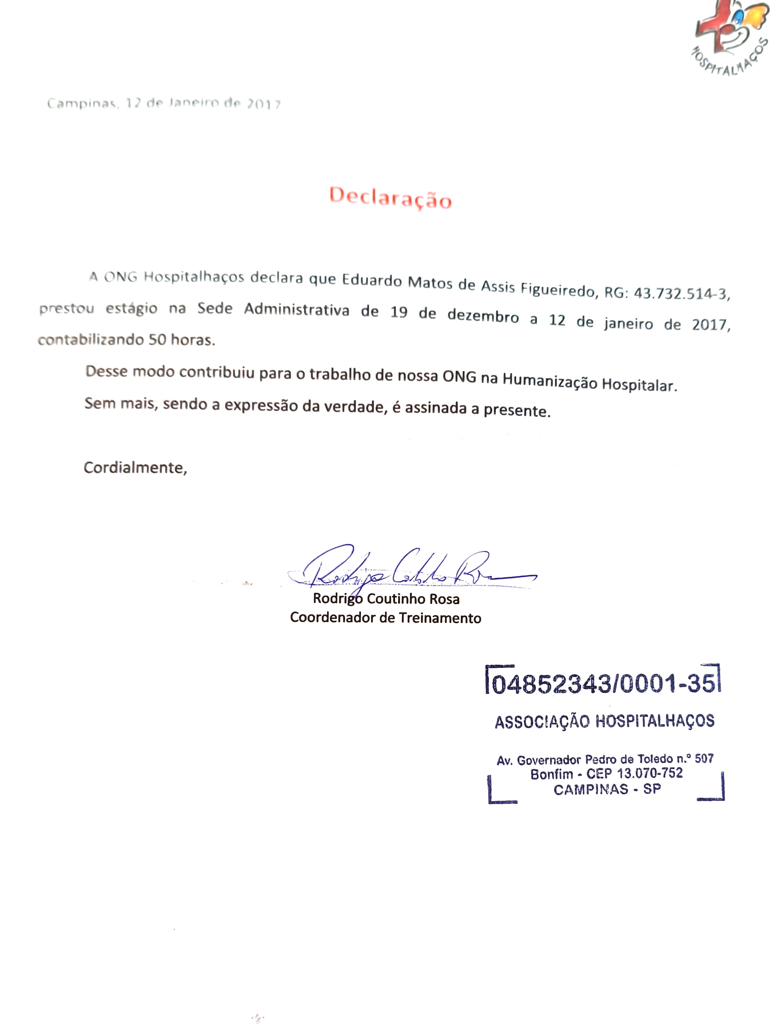 HOSPITALHAÇOS
Campinas, 12 de Janeiro de 2017
Declaração
A ONG Hospitalhaços declara que Eduardo Matos de Assis Figueiredo, RG: 43.732.514-3,
prestou estágio na Sede Administrativa de 19 de dezembro a 12 de janeiro de 2017,
contabilizando 50 horas.
Desse modo contribuiu para o trabalho de nossa ONG na Humanização Hospitalar.
Sem mais, sendo a expressão da verdade, é assinada a presente.
Cordialmente,
Rodrigo Coutinho Rosa
Rodrigo Coutinho Rosa
Coordenador de Treinamento
04852343/0001-35
ASSOCIAÇÃO HOSPITALHAÇOS
Av. Governador Pedro de Toledo n.º 507
Bonfim - CEP 13.070-752
CAMPINAS - SP